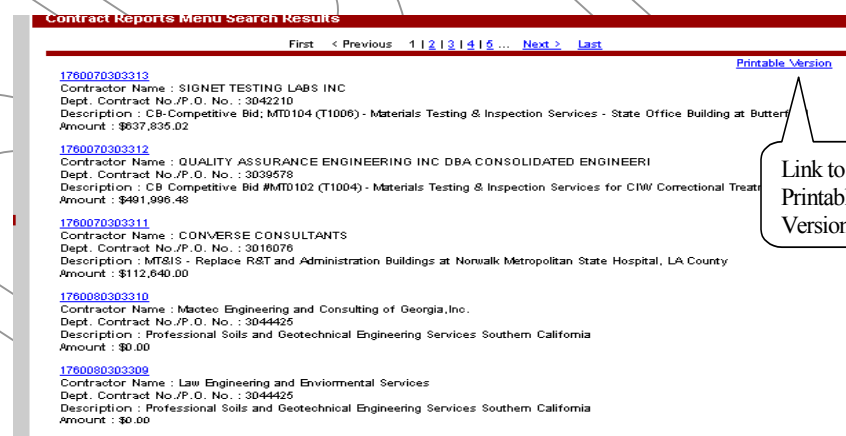 Contract Reports Menu Search Results
First < Previous 1 | 2 | 3 | 4 | 5 ... Next > Last
Printable Version
1760070303313
Contractor Name : SIGNET TESTING LABS INC
Dept. Contract No./P.O. No. : 3042210
Description : CB-Competitive Bid; MT0104 (T1006) - Materials Testing & Inspection Services - State Office Building at
Amount : $637,835.02
1760070303312
Contractor Name : QUALITY ASSURANCE ENGINEERING INC DBA CONSOLIDATED ENGINEERI
Dept. Contract No./P.O. No. : 3039578
Description : CB Competitive Bid #MT0102 (T1004) - Materials Testing & Inspection Services for CIW Correctional
Amount : $491,996.48
1760070303311
Contractor Name : CONVERSE CONSULTANTS
Dept. Contract No./P.O. No. : 3016076
Description : MT&IS - Replace R&T and Administration Buildings at Norwalk Metropolitan State Hospital, LA County
Amount : $112,640.00
1760080303310
Contractor Name : Mactec Engineering and Consulting of Georgia,Inc.
Dept. Contract No./P.O. No. : 3044425
Description : Professional Soils and Geotechnical Engineering Services Southern California
Amount : $0.00
1760080303309
Contractor Name : Law Engineering and Enviormental Services
Dept. Contract No./P.O. No. : 3044425
Description : Professional Soils and Geotechnical Engineering Services Southern California
Amount : $0.00
Link to